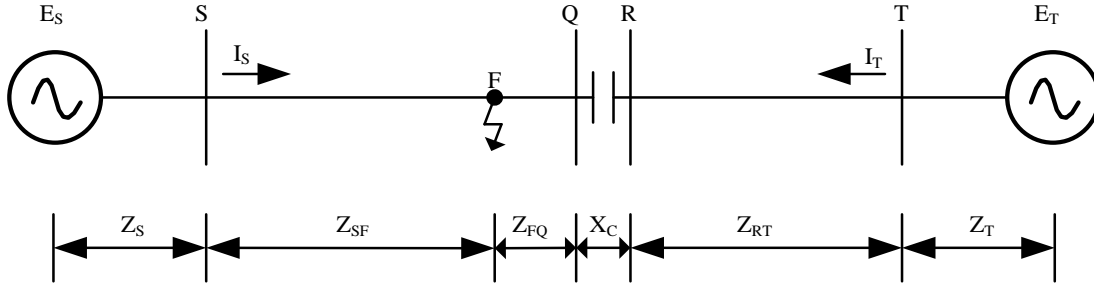 E_S S Q R T E_T
I_S F I_T
Z_S Z_SF Z_FQ X_C Z_RT Z_T